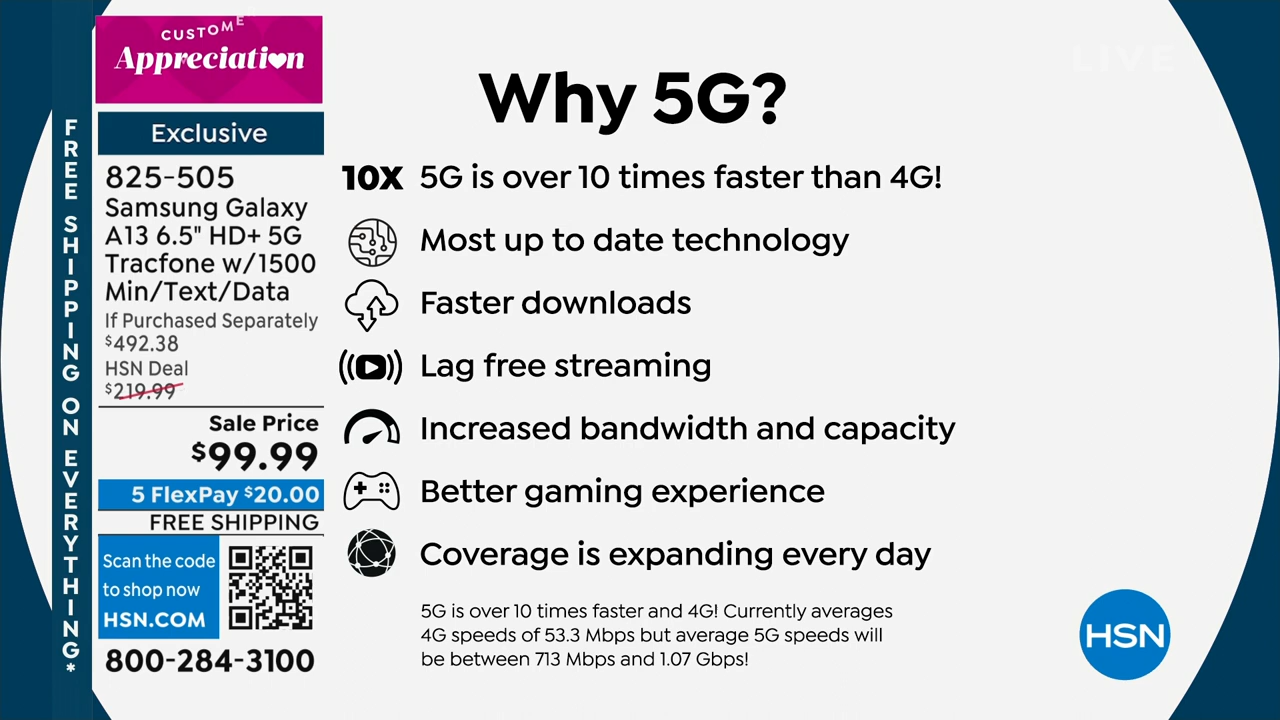 CUSTOMER
Appreciation
Exclusive
825-505
Samsung Galaxy
A13 6.5" HD+ 5G
Tracfone w/1500
Min/Text/Data
If Purchased Separately
$492.38
HSN Deal
$219.99
Sale Price
$99.99
5 FlexPay $20.00
FREE SHIPPING
Scan the code
to shop now
HSN.COM
800-284-3100
FREE SHIPPING ON EVERYTHING*
LIVE
Why 5G?
10X 5G is over 10 times faster than 4G!
Most up to date technology
Faster downloads
Lag free streaming
Increased bandwidth and capacity
Better gaming experience
Coverage is expanding every day
5G is over 10 times faster and 4G! Currently averages
4G speeds of 53.3 Mbps but average 5G speeds will
be between 713 Mbps and 1.07 Gbps!
HSN